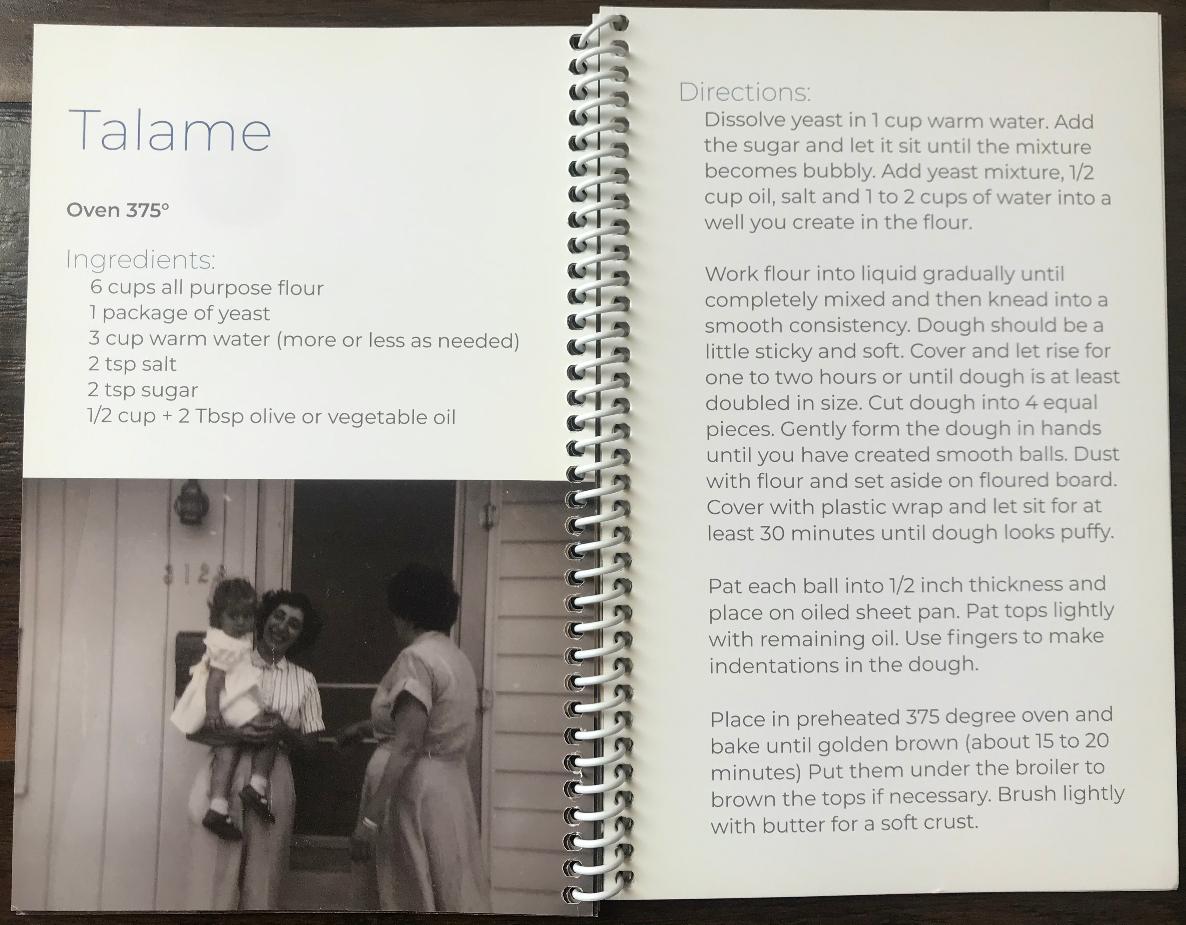 Talame
Oven 375°
Ingredients:
6 cups all purpose flour
1 package of yeast
3 cup warm water (more or less as needed)
2 tsp salt
2 tsp sugar
1/2 cup + 2 Tbsp olive or vegetable oil
312
Directions:
Dissolve yeast in 1 cup warm water. Add
the sugar and let it sit until the mixture
becomes bubbly. Add yeast mixture, 1/2
cup oil, salt and 1 to 2 cups of water into a
well you create in the flour.
Work flour into liquid gradually until
completely mixed and then knead into a
smooth consistency. Dough should be a
little sticky and soft. Cover and let rise for
one to two hours or until dough is at least
doubled in size. Cut dough into 4 equal
pieces. Gently form the dough in hands
until you have created smooth balls. Dust
with flour and set aside on floured board.
Cover with plastic wrap and let sit for at
least 30 minutes until dough looks puffy.
Pat each ball into 1/2 inch thickness and
place on oiled sheet pan. Pat tops lightly
with remaining oil. Use fingers to make
indentations in the dough.
Place in preheated 375 degree oven and
bake until golden brown (about 15 to 20
minutes) Put them under the broiler to
brown the tops if necessary. Brush lightly
with butter for a soft crust.